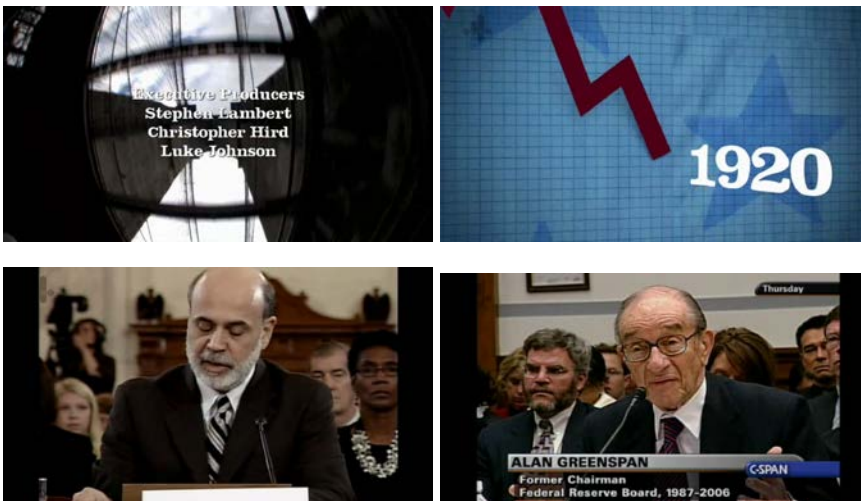 Executive Producers
Stephen Lambert
Christopher Hird
Luke Johnson
1920
Thursday
ALAN GREENSPAN
C-SPAN
Former Chairman
Federal Reserve Board, 1987-2006